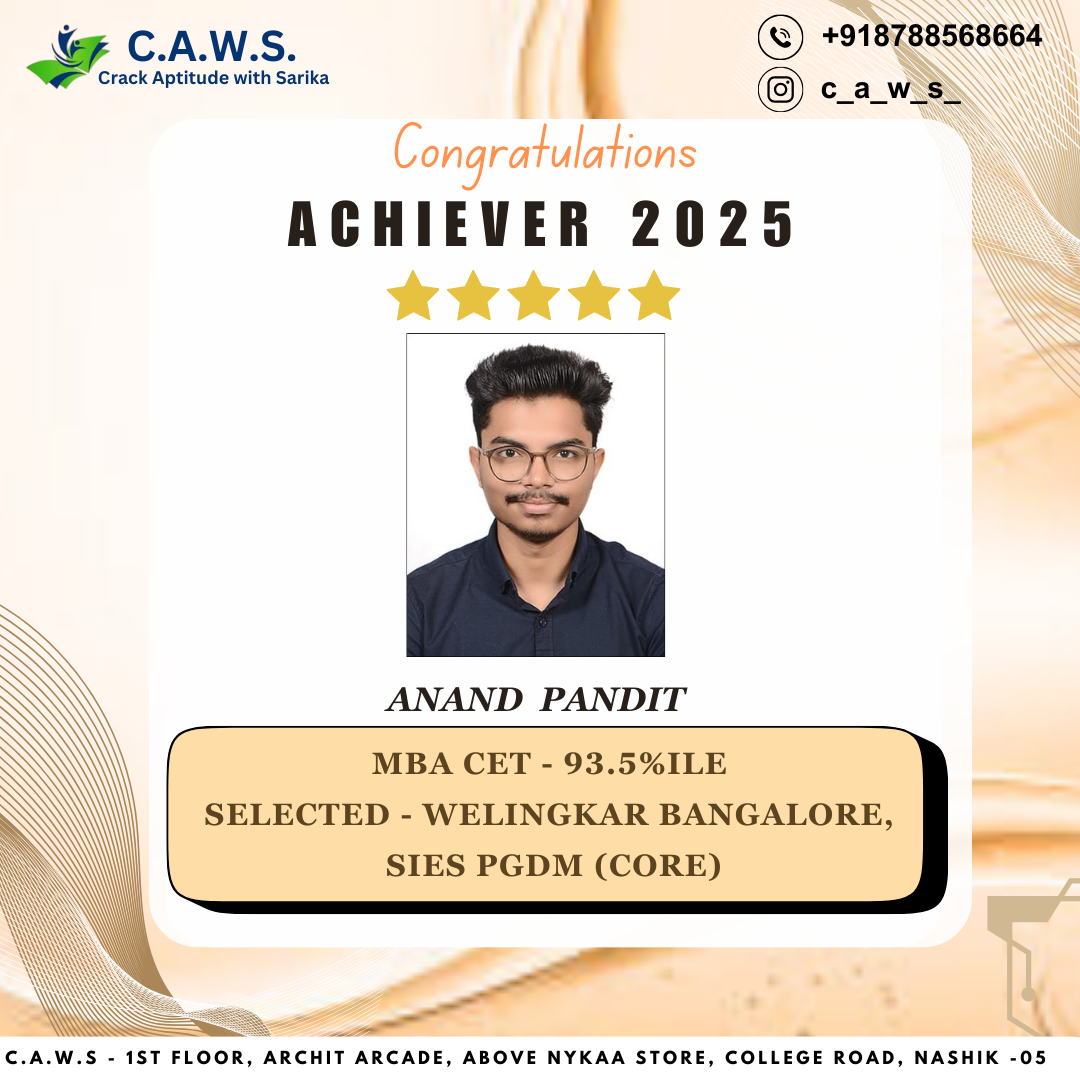 C.A.W.S.
Crack Aptitude with Sarika
+918788568664
c_a_w_s_
Congratulations
ACHIEVER 2025
ANAND PANDIT
MBA CET - 93.5%ILE
SELECTED - WELINGKAR BANGALORE,
SIES PGDM (CORE)
C.A.W.S - 1ST FLOOR, ARCHIT ARCADE, ABOVE NYKAA STORE, COLLEGE ROAD, NASHIK -05